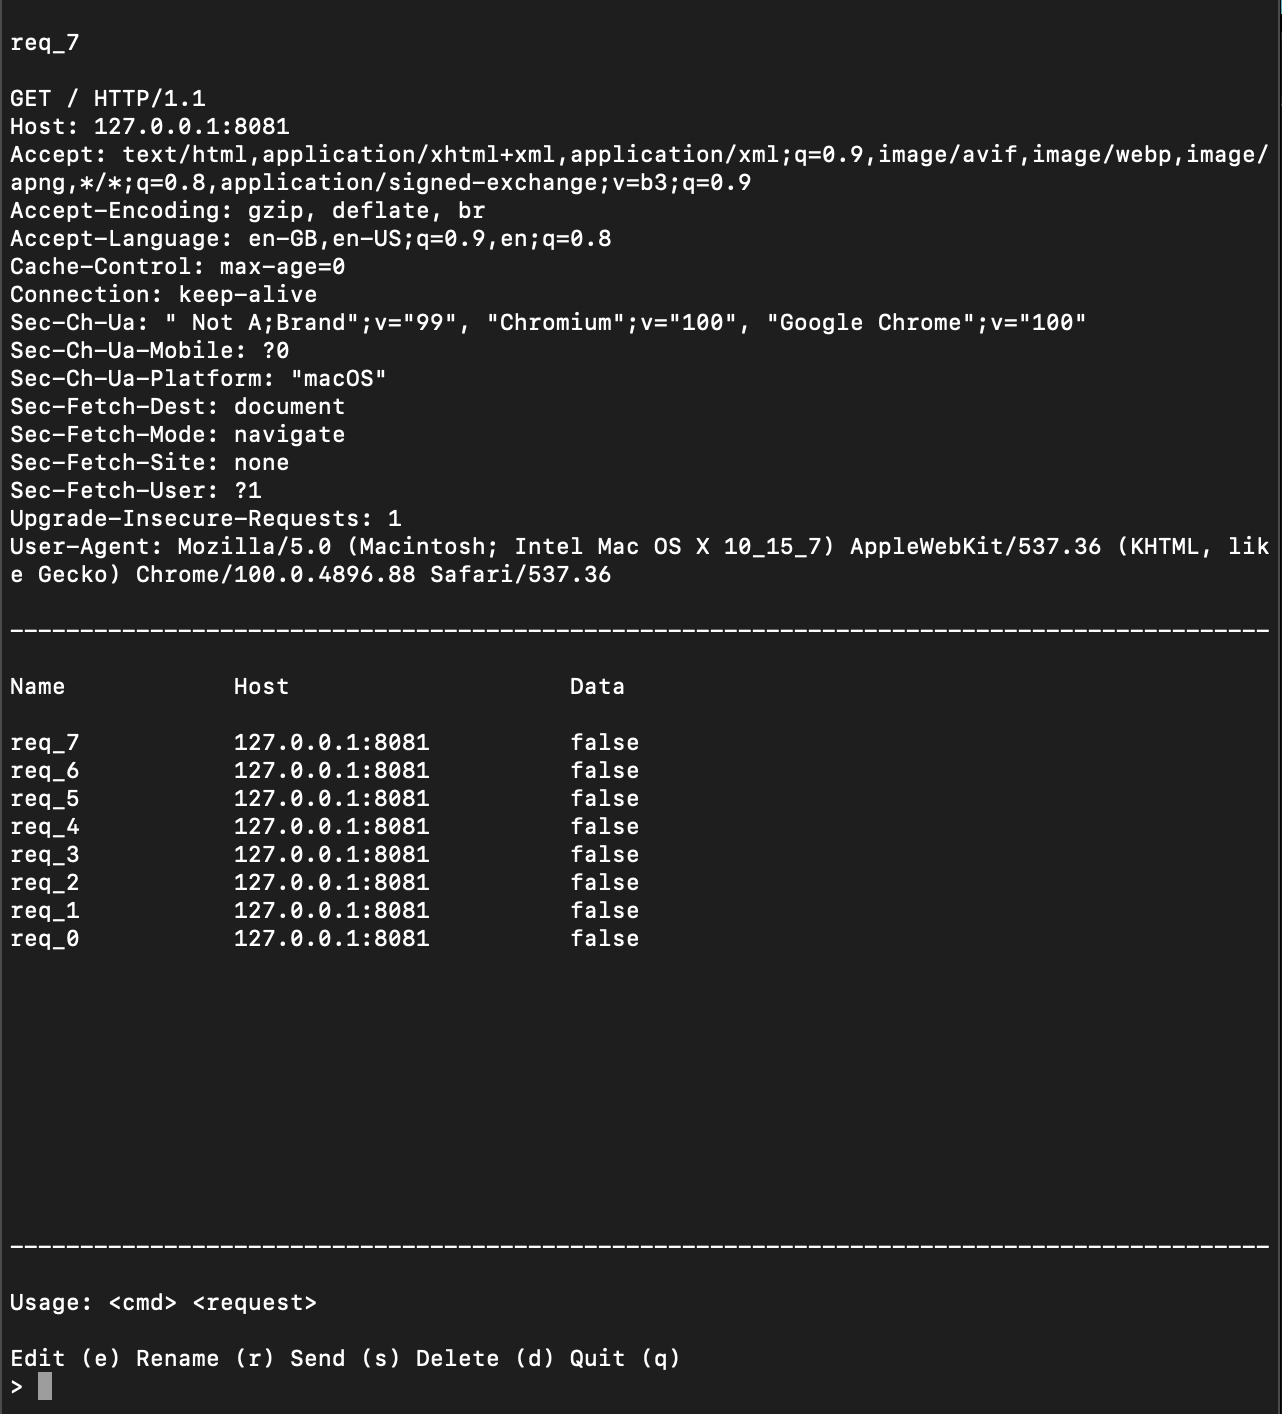 req_7
GET / HTTP/1.1
Host: 127.0.0.1:8081
Accept: text/html,application/xhtml+xml,application/xml;q=0.9,image/avif,image/webp,image/
apng,*/*;q=0.8,application/signed-exchange;v=b3;q=0.9
Accept-Encoding: gzip, deflate, br
Accept-Language: en-GB,en-US;q=0.9,en;q=0.8
Cache-Control: max-age=0
Connection: keep-alive
Sec-Ch-Ua: " Not A;Brand";v="99", "Chromium";v="100", "Google Chrome";v="100"
Sec-Ch-Ua-Mobile: ?0
Sec-Ch-Ua-Platform: "macOS"
Sec-Fetch-Dest: document
Sec-Fetch-Mode: navigate
Sec-Fetch-Site: none
Sec-Fetch-User: ?1
Upgrade-Insecure-Requests: 1
User-Agent: Mozilla/5.0 (Macintosh; Intel Mac OS X 10_15_7) AppleWebKit/537.36 (KHTML, lik
e Gecko) Chrome/100.0.4896.88 Safari/537.36
------------------------------------------------------------------------------------------
Name Host Data
req_7 127.0.0.1:8081 false
req_6 127.0.0.1:8081 false
req_5 127.0.0.1:8081 false
req_4 127.0.0.1:8081 false
req_3 127.0.0.1:8081 false
req_2 127.0.0.1:8081 false
req_1 127.0.0.1:8081 false
req_0 127.0.0.1:8081 false
------------------------------------------------------------------------------------------
Usage: <cmd> <request>
Edit (e) Rename (r) Send (s) Delete (d) Quit (q)
>